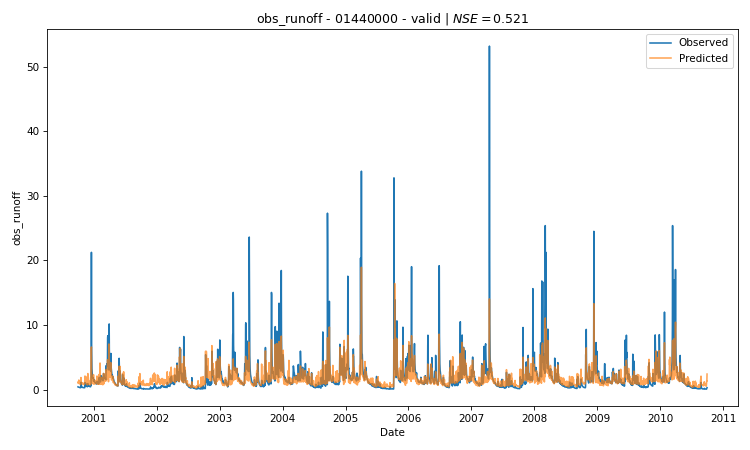 obs_runoff - 01440000 - valid | NSE = 0.521
Observed
Predicted
50
40
30
20
10
0
obs_runoff
2001 2002 2003 2004 2005 2006 2007 2008 2009 2010 2011
Date